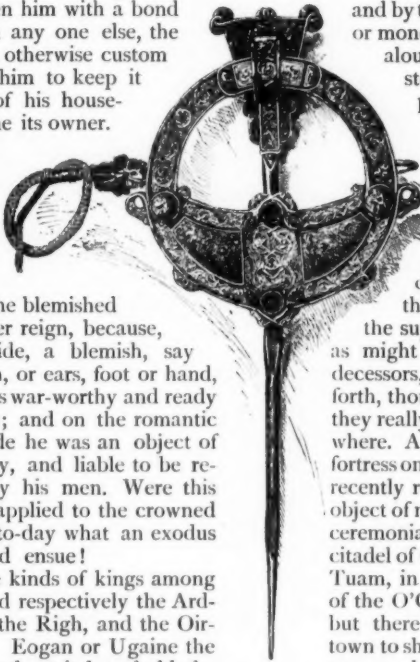 en him with a bond
any one else, the
otherwise custom
him to keep it
of his house-
e its owner.
he blemished
er reign, because,
ide, a blemish, say
, or ears, foot or hand,
s war-worthy and ready
; and on the romantic
le he was an object of
y, and liable to be re-
y his men. Were this
applied to the crowned
to-day what an exodus
d ensue!
e kinds of kings among
d respectively the Ard-
the Righ, and the Oir-
Eogan or Ugaine the
and by t
or mon
alou
st
th
the su
as might
decessors,
forth, tho
they really
where. A
fortress on
recently r
object of r
ceremonia
citadel of
Tuam, in
of the O'C
but there
town to sh